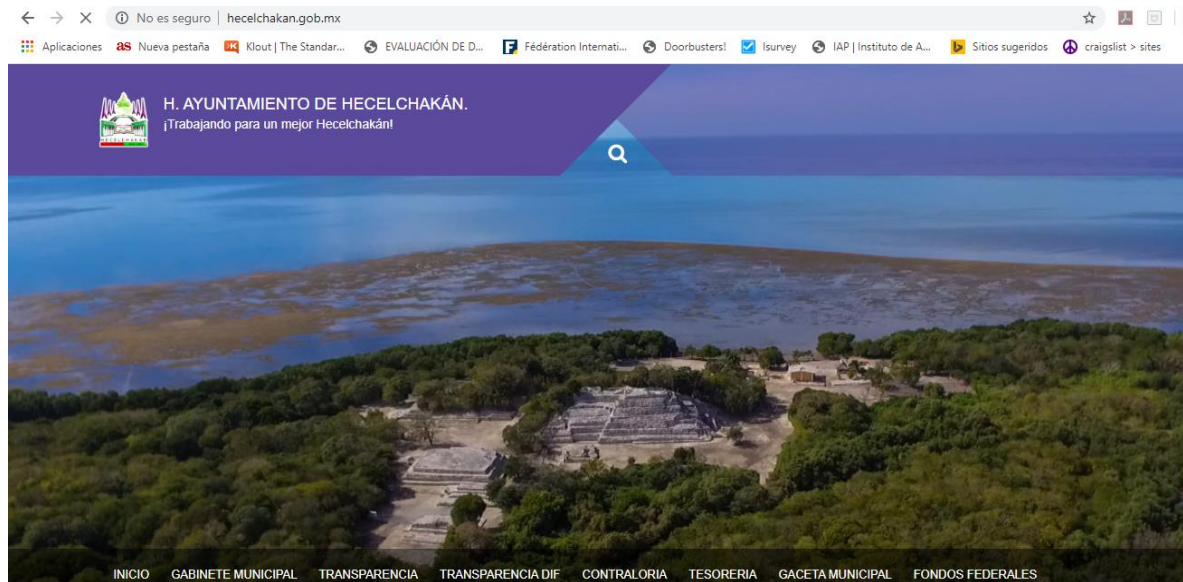 No es seguro | hecelchakan.gob.mx
Aplicaciones as Nueva pestaña Klout | The Standar... EVALUACIÓN DE D... Fédération Internati... Doorbusters! Isurvey IAP | Instituto de A... Sitios sugeridos craigslist > sites
H. AYUNTAMIENTO DE HECELCHAKÁN.
¡Trabajando para un mejor Hecelchakán!
HECELCHAKÁN
INICIO GABINETE MUNICIPAL TRANSPARENCIA TRANSPARENCIA DIF CONTRALORIA TESORERIA GACETA MUNICIPAL FONDOS FEDERALES